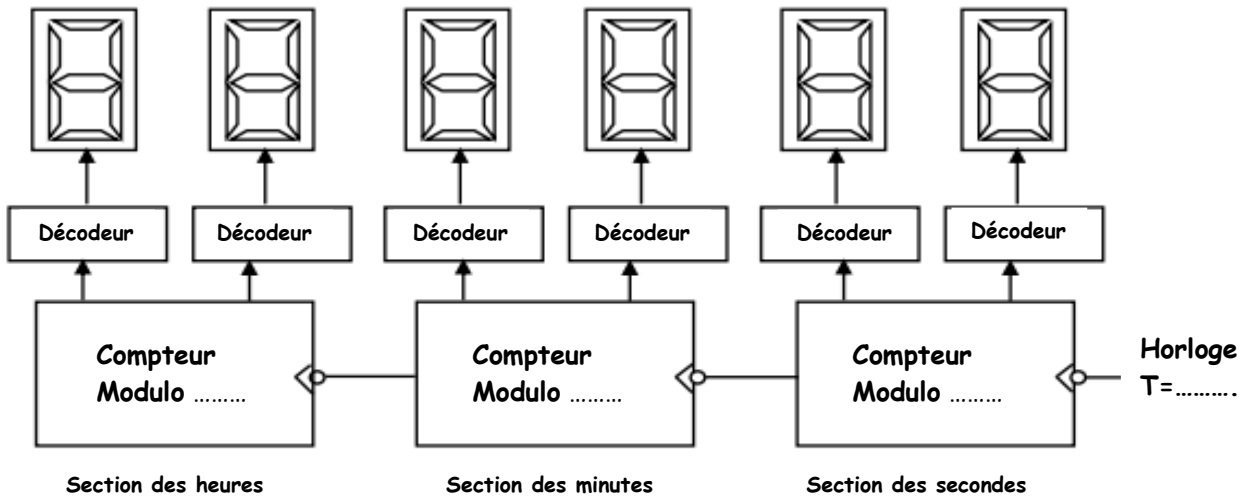 Décodeur
Décodeur
Décodeur
Décodeur
Décodeur
Décodeur
Compteur
Modulo .........
Compteur
Modulo .........
Compteur
Modulo .........
Horloge
T=..........
Section des heures
Section des minutes
Section des secondes